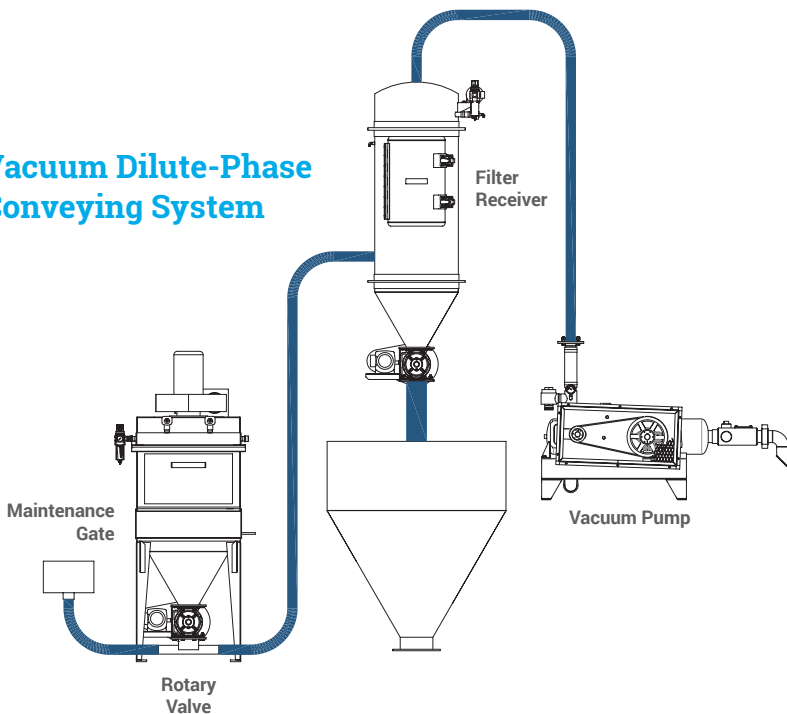 Vacuum Dilute-Phase
Conveying System
Filter
Receiver
Maintenance
Gate
Vacuum Pump
Rotary
Valve